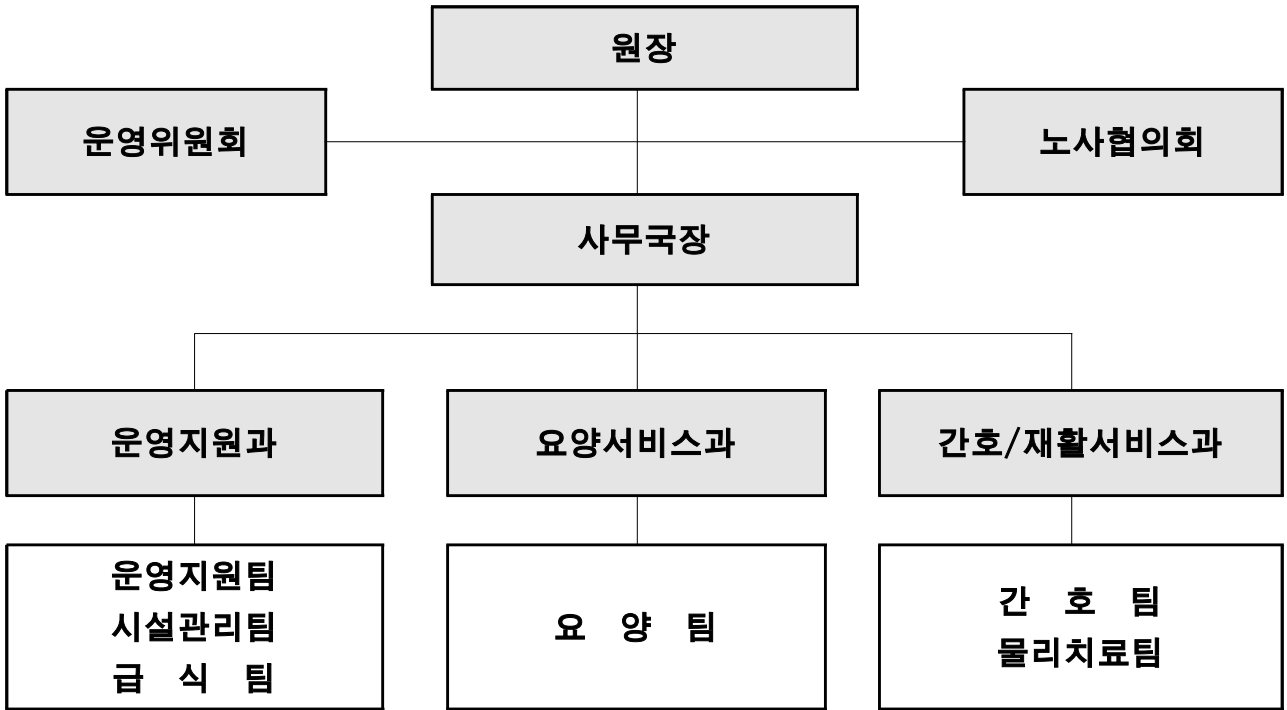 원장
운영위원회
노사협의회
사무국장
운영지원과
요양서비스과
간호/재활서비스과
운영지원팀
시설관리팀
급 식 팀
요 양 팀
간 호 팀
물리치료팀